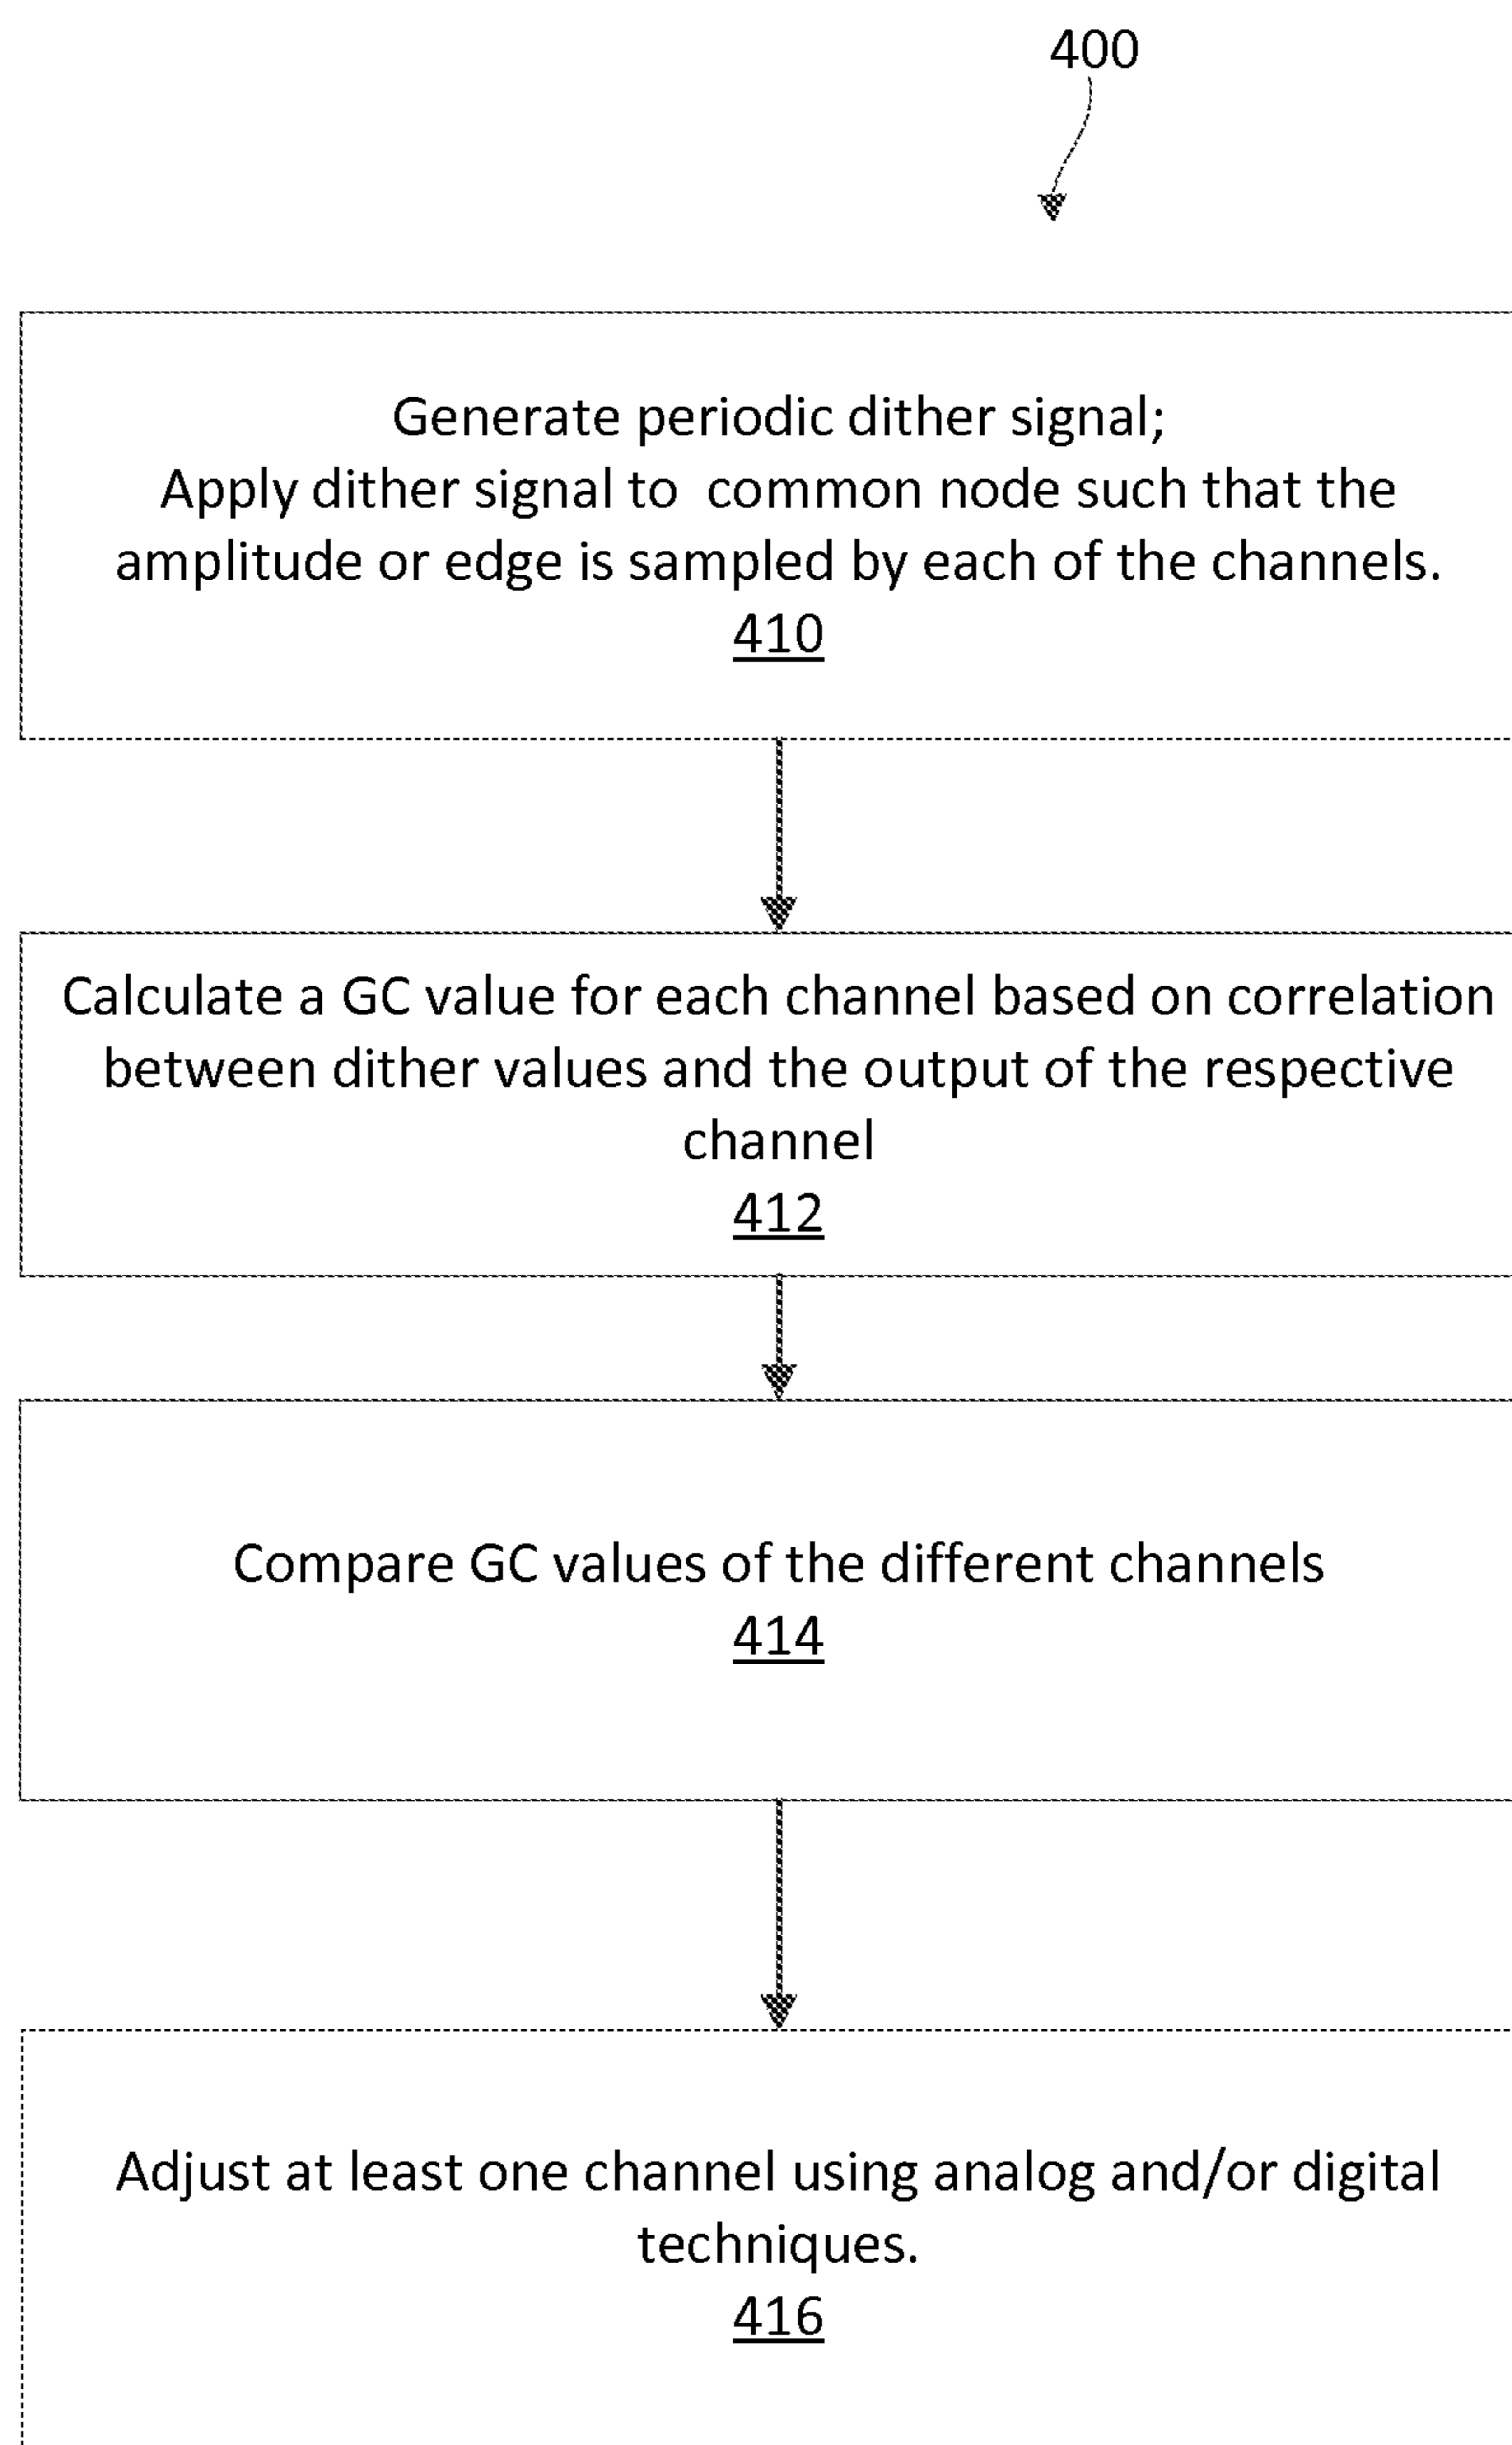 400
Generate periodic dither signal;
Apply dither signal to  common node such that the
amplitude or edge is sampled by each of the channels.
410
Calculate a GC value for each channel based on correlation
between dither values and the output of the respective
channel
412
Compare GC values of the different channels
414
Adjust at least one channel using analog and/or digital
techniques.
416